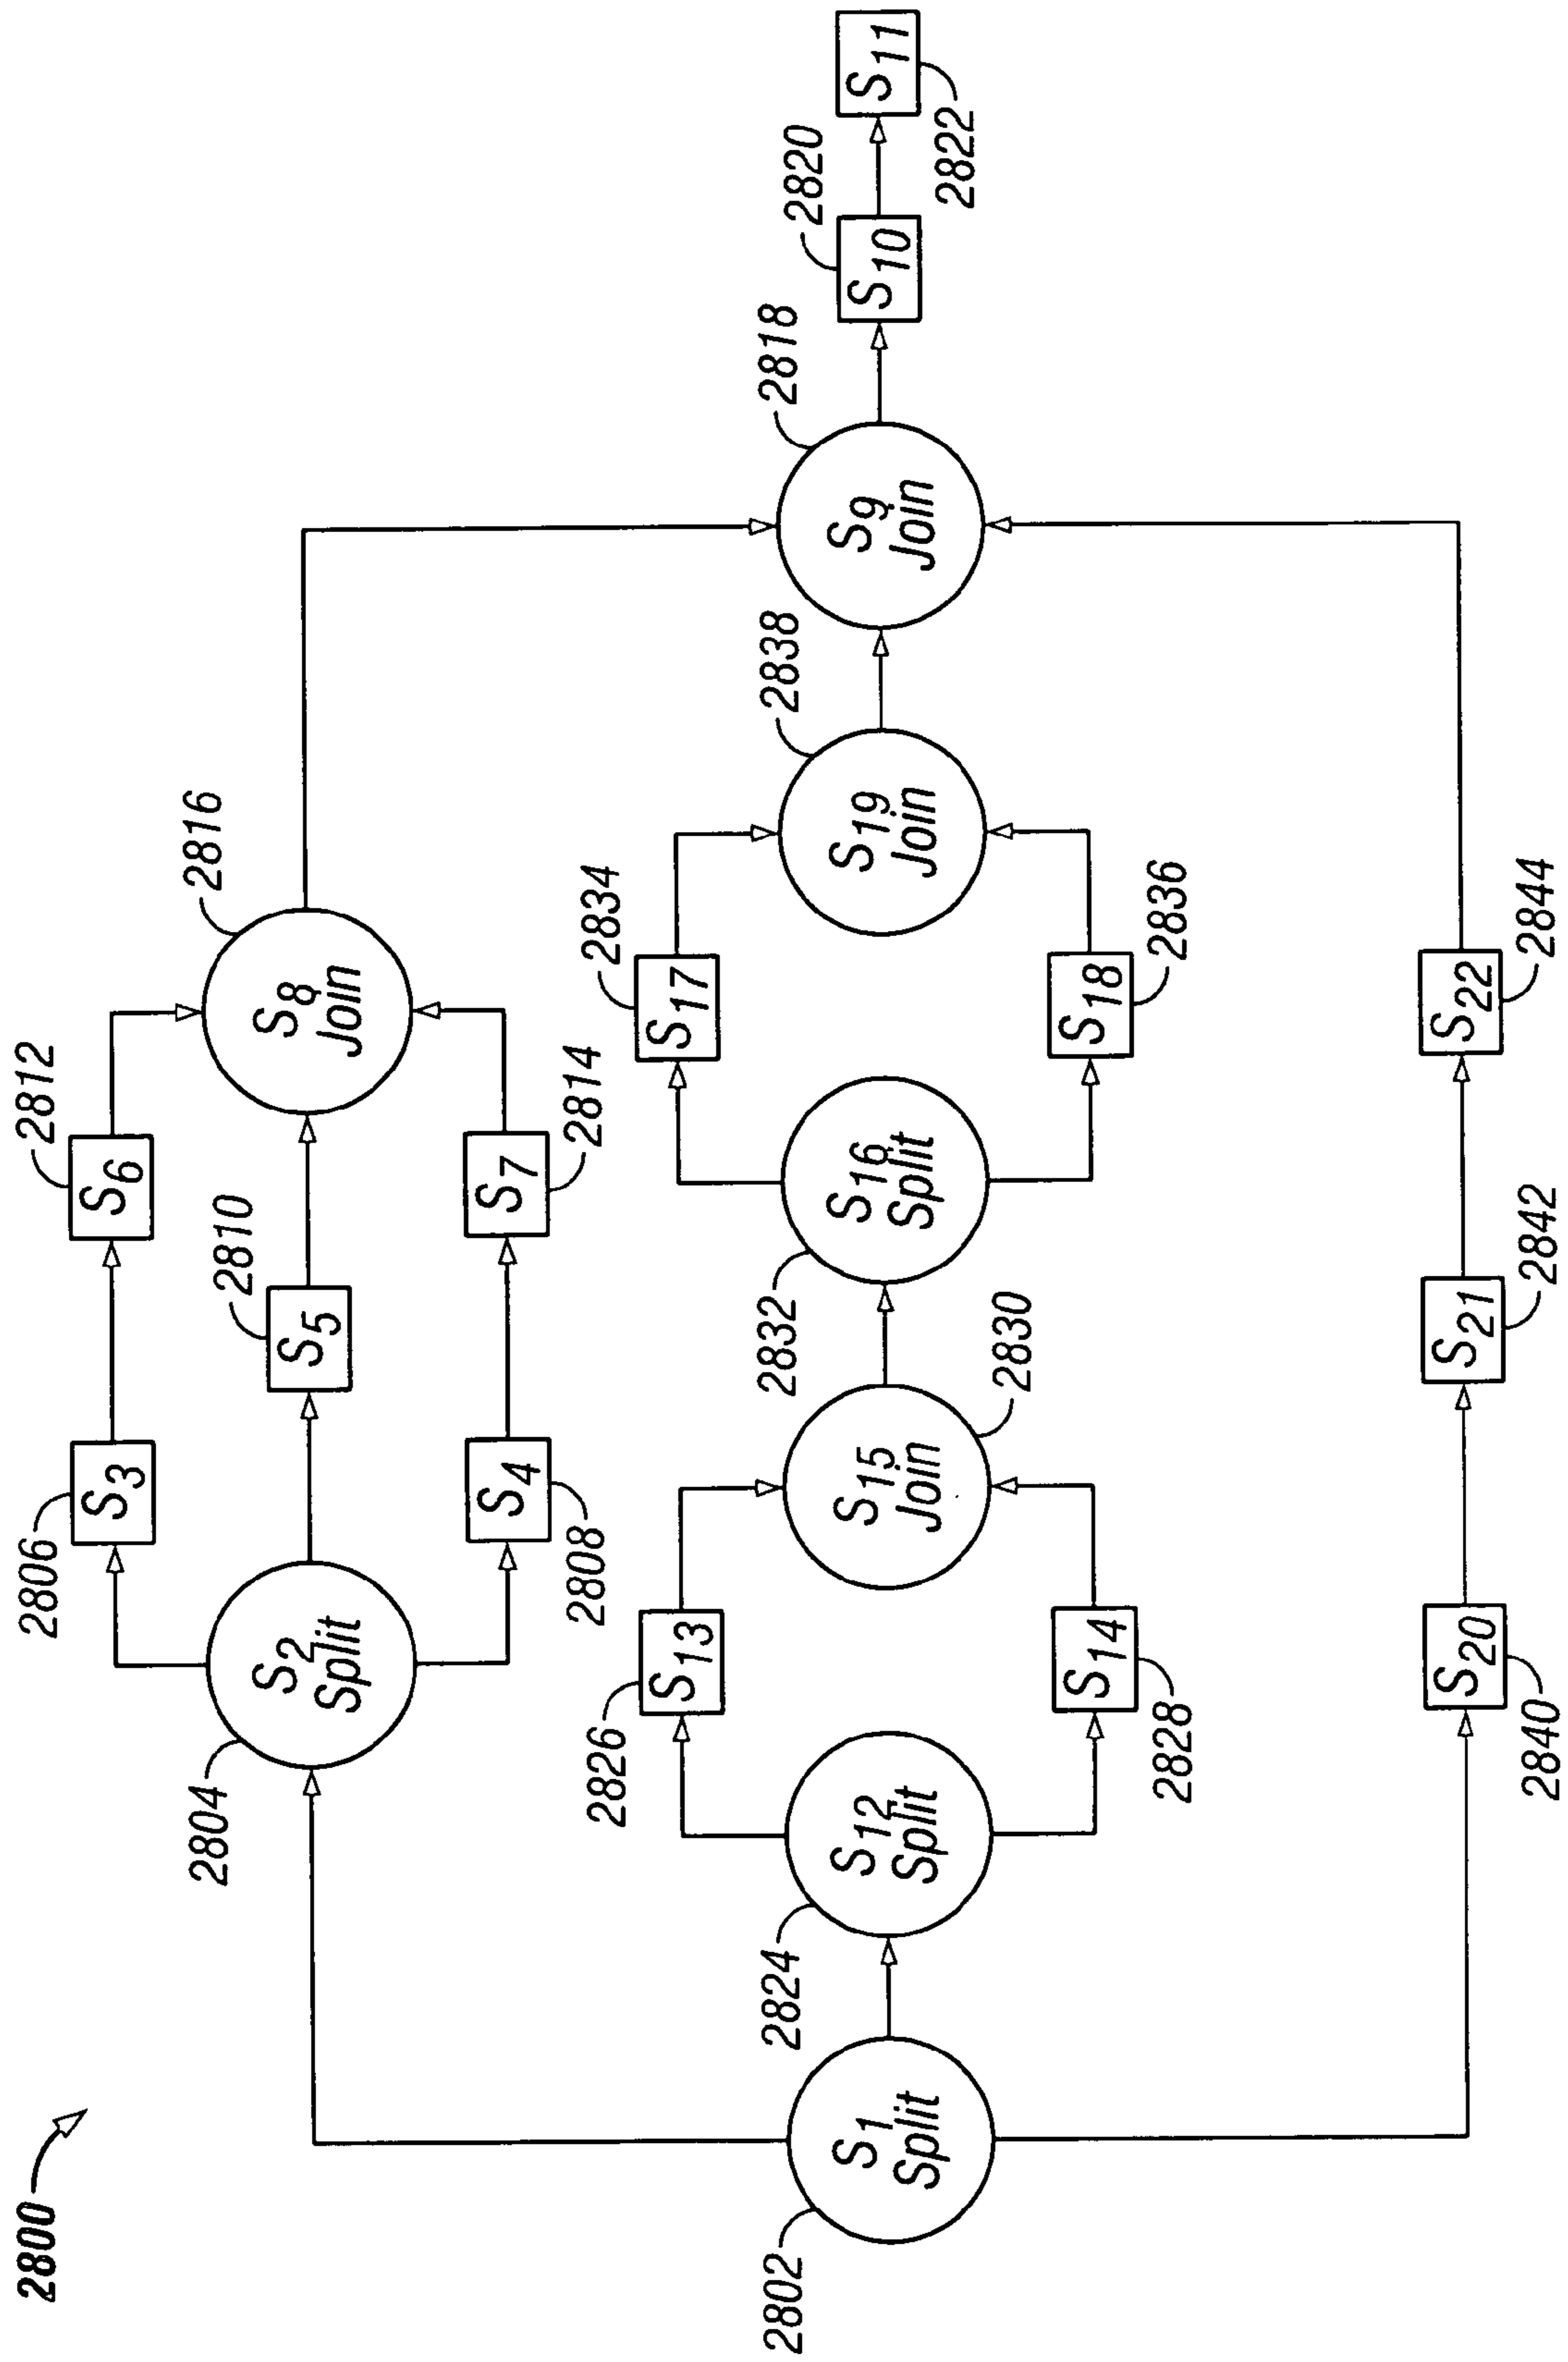 2800
2802
S1
Split
2804
S2
Split
2806
S3
2812
S6
2810
S5
2808
S4
2814
S7
2816
S8
Join
2824
S12
Split
2826
S13
2828
S14
2830
S15
Join
2832
S16
Split
2834
S17
2836
S18
2838
S19
Join
2818
S9
Join
2820
S10
2822
S11
2840
S20
2842
S21
2844
S22